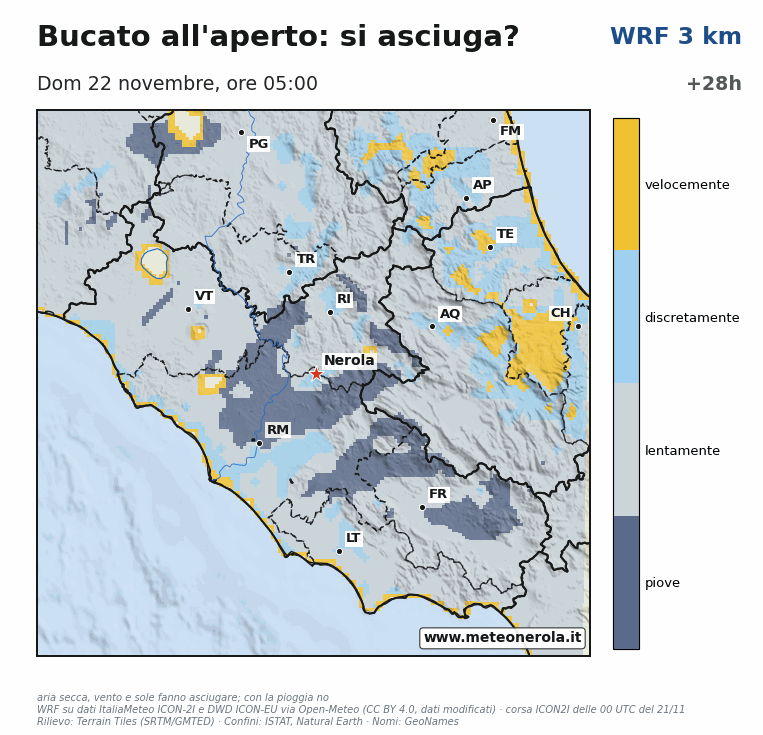 Bucato all'aperto: si asciuga?
WRF 3 km
Dom 22 novembre, ore 05:00
+28h
FM
PG
AP
TE
TR
RI
VT
AQ
CH
Nerola
RM
FR
LT
www.meteonerola.it
velocemente
discretamente
lentamente
piove
aria secca, vento e sole fanno asciugare; con la pioggia no
WRF su dati ItaliaMeteo ICON-2I e DWD ICON-EU via Open-Meteo (CC BY 4.0, dati modificati) · corsa ICON2I delle 00 UTC del 21/11
Rilievo: Terrain Tiles (SRTM/GMTED) · Confini: ISTAT, Natural Earth · Nomi: GeoNames